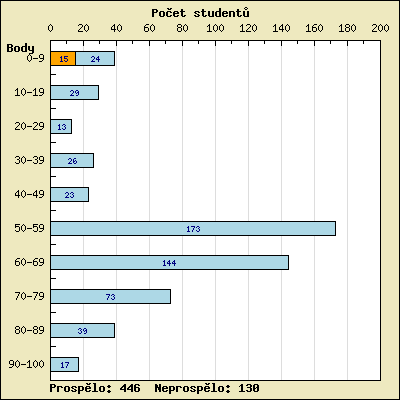 Počet studentů
0 20 40 60 80 100 120 140 160 180 200
Body
0-9 15 24
10-19 29
20-29 13
30-39 26
40-49 23
50-59 173
60-69 144
70-79 73
80-89 39
90-100 17
Prospělo: 446 Neprospělo: 130